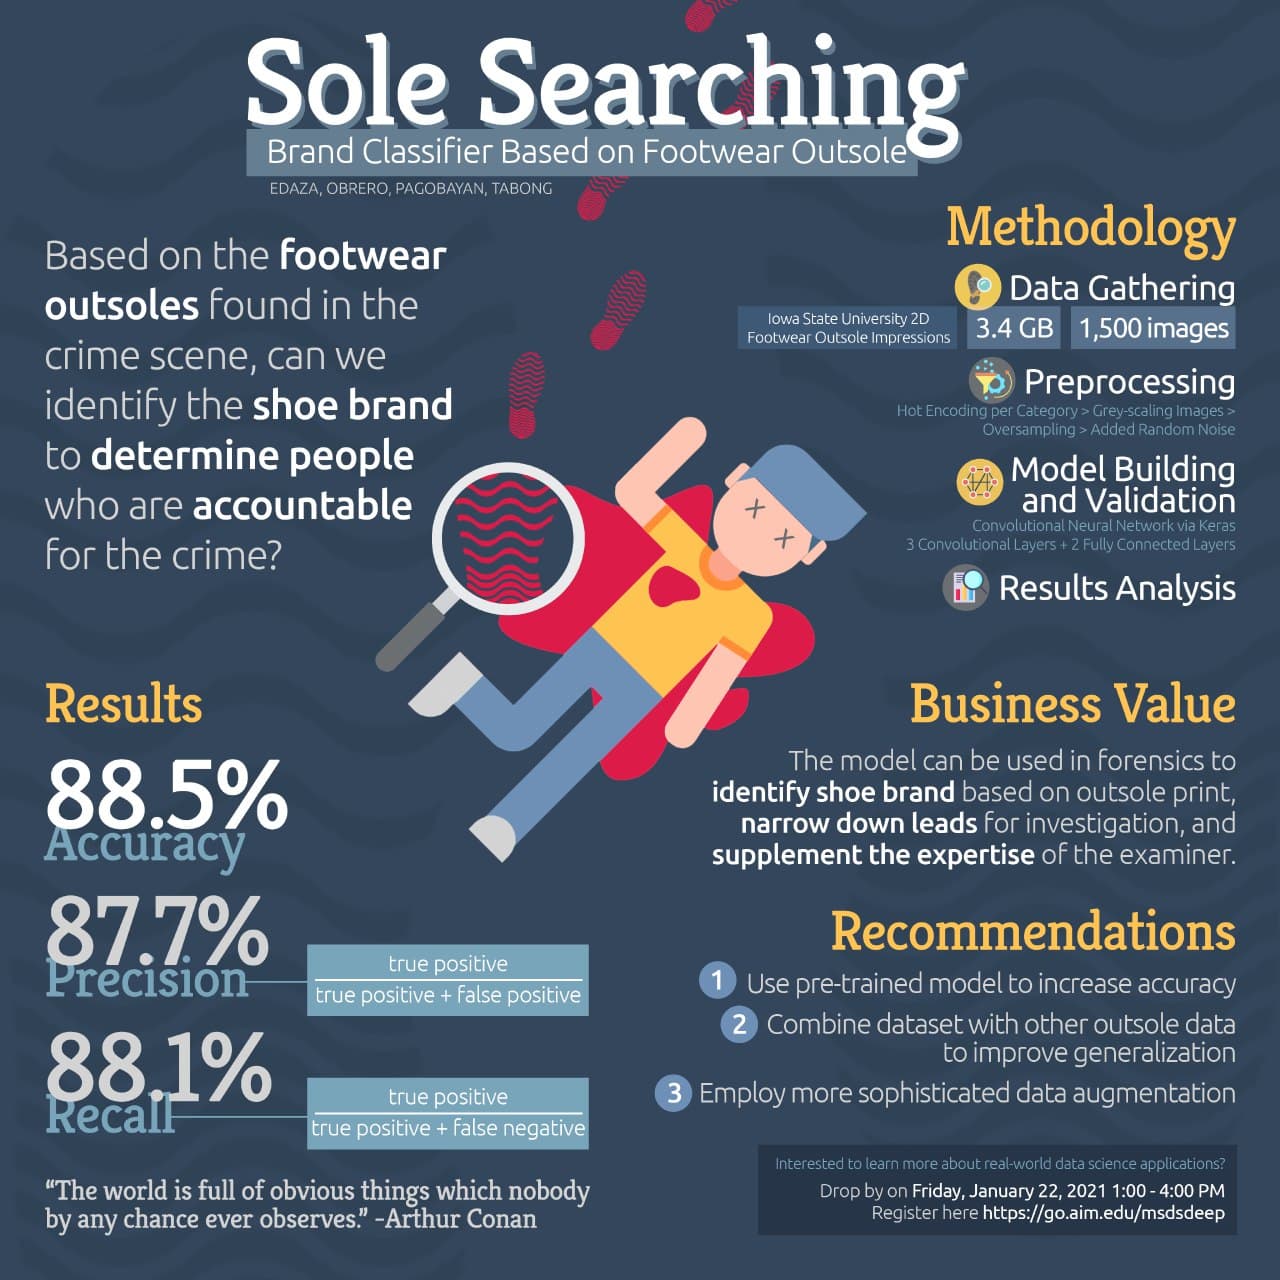 Sole Searching
Brand Classifier Based on Footwear Outsole
EDAZA, OBRERO, PAGOBAYAN, TABONG
Based on the footwear
outsoles found in the
crime scene, can we
identify the shoe brand
to determine people
who are accountable
for the crime?
Methodology
Data Gathering
Iowa State University 2D
Footwear Outsole Impressions
3.4 GB
1,500 images
Preprocessing
Hot Encoding per Category > Grey-scaling Images >
Oversampling > Added Random Noise
Model Building
and Validation
Convolutional Neural Network via Keras
3 Convolutional Layers + 2 Fully Connected Layers
Results Analysis
Results
88.5%
Accuracy
87.7%
Precision
true positive
true positive + false positive
88.1%
Recall
true positive
true positive + false negative
“The world is full of obvious things which nobody
by any chance ever observes.” -Arthur Conan
Business Value
The model can be used in forensics to
identify shoe brand based on outsole print,
narrow down leads for investigation, and
supplement the expertise of the examiner.
Recommendations
1 Use pre-trained model to increase accuracy
2 Combine dataset with other outsole data
to improve generalization
3 Employ more sophisticated data augmentation
Interested to learn more about real-world data science applications?
Drop by on Friday, January 22, 2021 1:00 - 4:00 PM
Register here https://go.aim.edu/msdsdeep